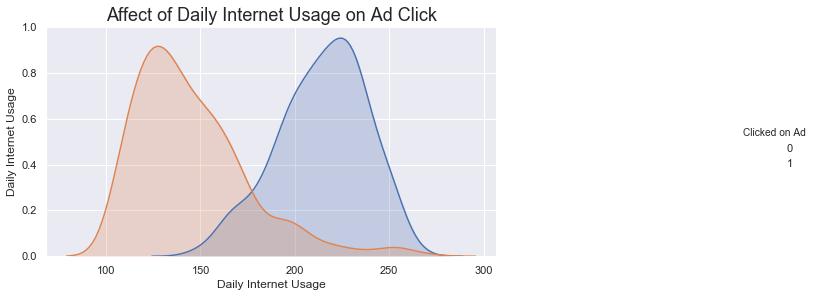 Affect of Daily Internet Usage on Ad Click
1.0
0.8
0.6
0.4
0.2
0.0
Daily Internet Usage
100 150 200 250 300
Daily Internet Usage
Clicked on Ad
0
1